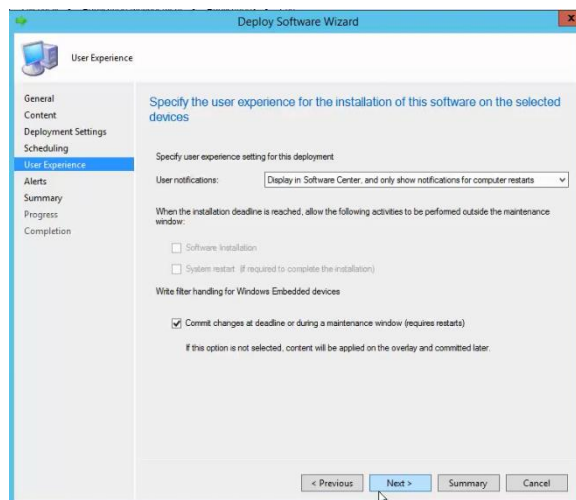 Deploy Software Wizard
x
User Experience
General
Content
Deployment Settings
Scheduling
User Experience
Alerts
Summary
Progress
Completion
Specify the user experience for the installation of this software on the selected
devices
Specify user experience setting for this deployment
User notifications:
Display in Software Center, and only show notifications for computer restarts
When the installation deadline is reached, allow the following activities to be performed outside the maintenance
window:
Software Installation
System restart (if required to complete the installation)
Write filter handling for Windows Embedded devices
Commit changes at deadline or during a maintenance window (requires restarts)
If this option is not selected, content will be applied on the overlay and committed later.
< Previous
Next >
Summary
Cancel